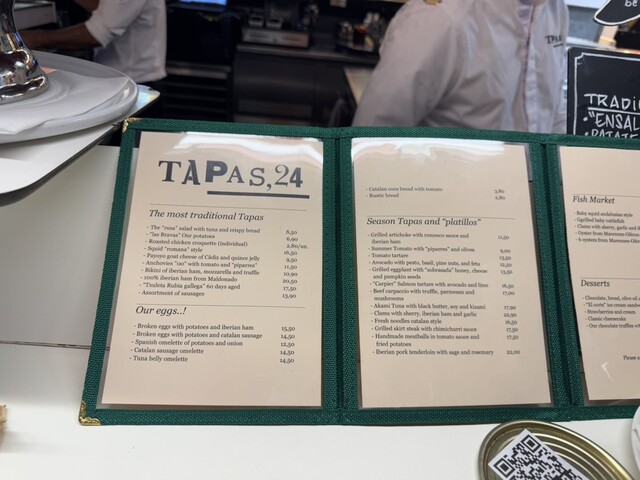 TAPAS,24
The most traditional Tapas
- The "rusa" salad with tuna and crispy bread 8,50
- "las Bravas" Our potatoes 6,90
- Roasted chicken croquette (individual) 2,80/un.
- Squid "romana" style 16,50
- Payoyo goat cheese of Cádiz and quince jelly 9,50
- Anchovies "00" with tomato and "piparras" 11,50
- Bikini of iberian ham, mozzarella and truffle 10,90
- 100% iberian ham from Maldonado 20,50
- "Txuleta Rubia gallega" 60 days aged 17,50
- Assortment of sausages 13,90
Our eggs..!
- Broken eggs with potatoes and iberian ham 15,50
- Broken eggs with potatoes and catalan sausage 14,50
- Spanish omelette of potatoes and onion 12,50
- Catalan sausage omelette 14,50
- Tuna belly omelette 14,50
- Catalan coca bread with tomato 3,80
- Rustic bread 2,80
Season Tapas and "platillos"
- Grilled artichoke with romesco sauce and iberian ham 11,50
- Summer Tomato with "piparras" and olives 9,00
- Tomato tartare 13,50
- Avocado with pesto, basil, pine nuts, and feta 12,50
- Grilled eggplant with "sobrasada" honey, cheese and pumpkin seeds 13,50
- "Carpier" Salmon tartare with avocado and lime 16,50
- Beef carpaccio with truffle, parmesan and mushrooms 17,00
- Akami Tuna with black butter, soy and kizami 17,90
- Clams with sherry, iberian ham and garlic 22,90
- Fresh noodles catalan style 16,50
- Grilled skirt steak with chimichurri sauce 17,50
- Handmade meatballs in tomato sauce and fried potatoes 17,50
- Iberian pork tenderloin with sage and rosemary 22,00
Fish Market
- Baby squid andalusian style
- Ggrilled baby cuttlefish
- Clams with sherry, garlic and
- Oyster from Marennes-Oléron
- 6 oystern from Marennes
Desserts
- Chocolate, bread, olive oil
- "El corte" ice cream sandw
- Strawberries and cream
- Classic cheesecake
- Our chocolate truffles
Please
TRADI
"ENSAL
PATATE